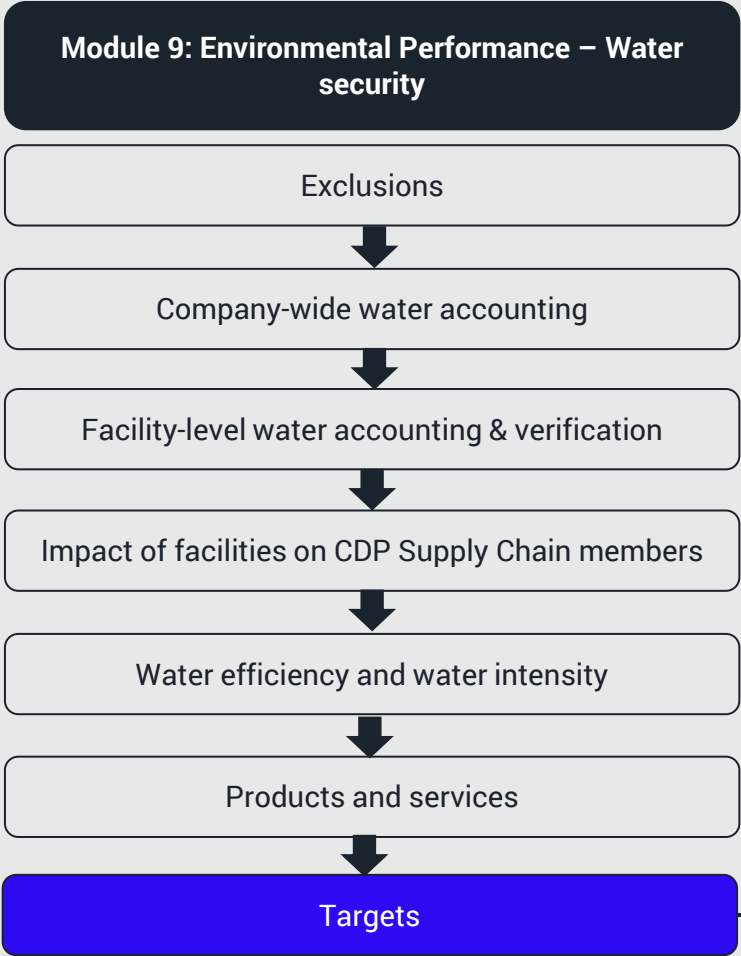 Module 9: Environmental Performance – Water
security
Exclusions
Company-wide water accounting
Facility-level water accounting & verification
Impact of facilities on CDP Supply Chain members
Water efficiency and water intensity
Products and services
Targets